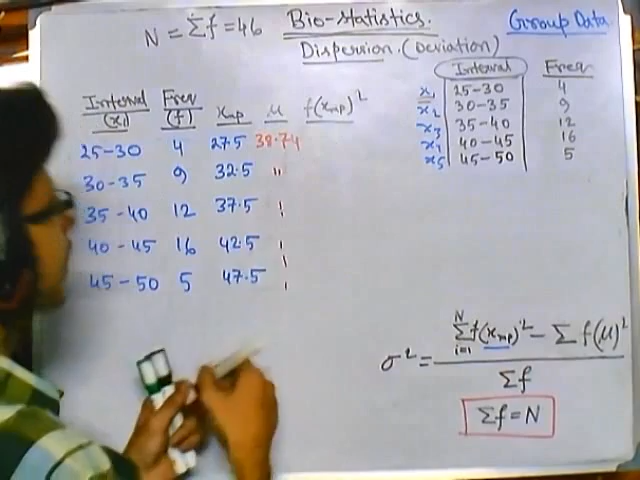 N = Σf = 46
Bio-statistics.
Group Data
Dispersion. (Deviation)
Interval (x₁) Freq (f) xmp μ f(xmp)²
25-30 4 27.5 38.74
30-35 9 32.5 "
35-40 12 37.5
40-45 16 42.5
45-50 5 47.5
Interval Freq
x₁ 25-30 4
x₂ 30-35 9
x₃ 35-40 12
x₄ 40-45 16
x₅ 45-50 5
σ² = (Σ_{i=1}^{N} f(xmp)² - Σ f(μ)²) / Σf
Σf = N